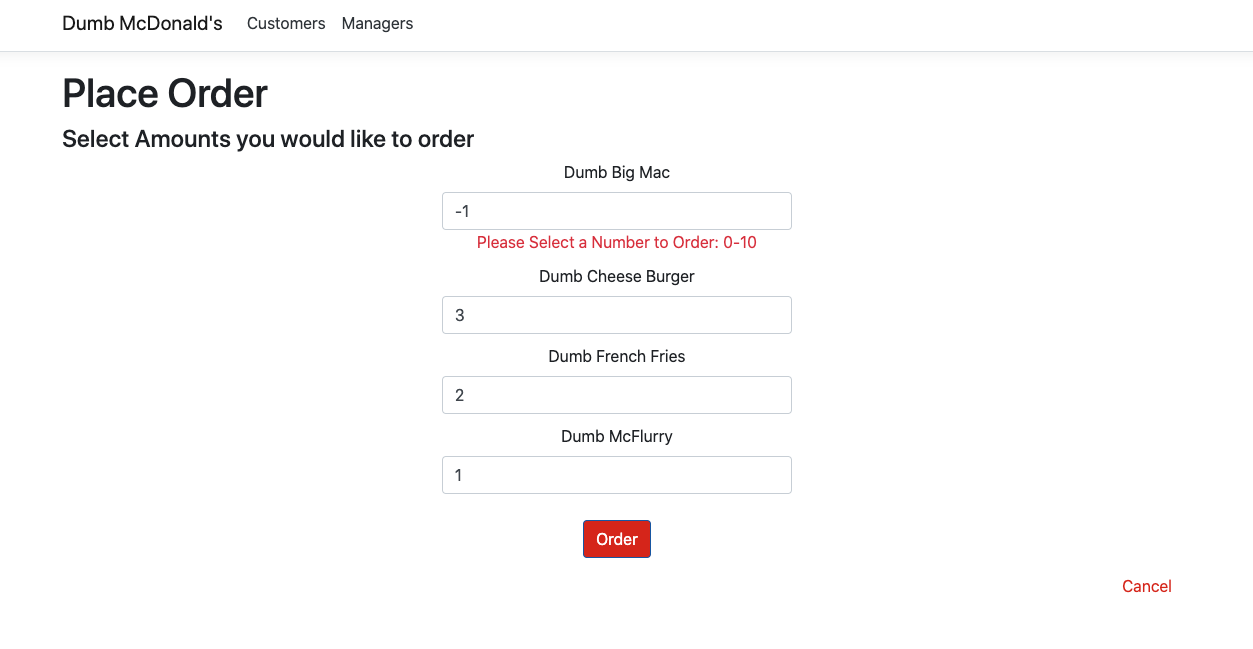 Dumb McDonald's Customers Managers
Place Order
Select Amounts you would like to order
Dumb Big Mac
-1
Please Select a Number to Order: 0-10
Dumb Cheese Burger
3
Dumb French Fries
2
Dumb McFlurry
1
Order
Cancel